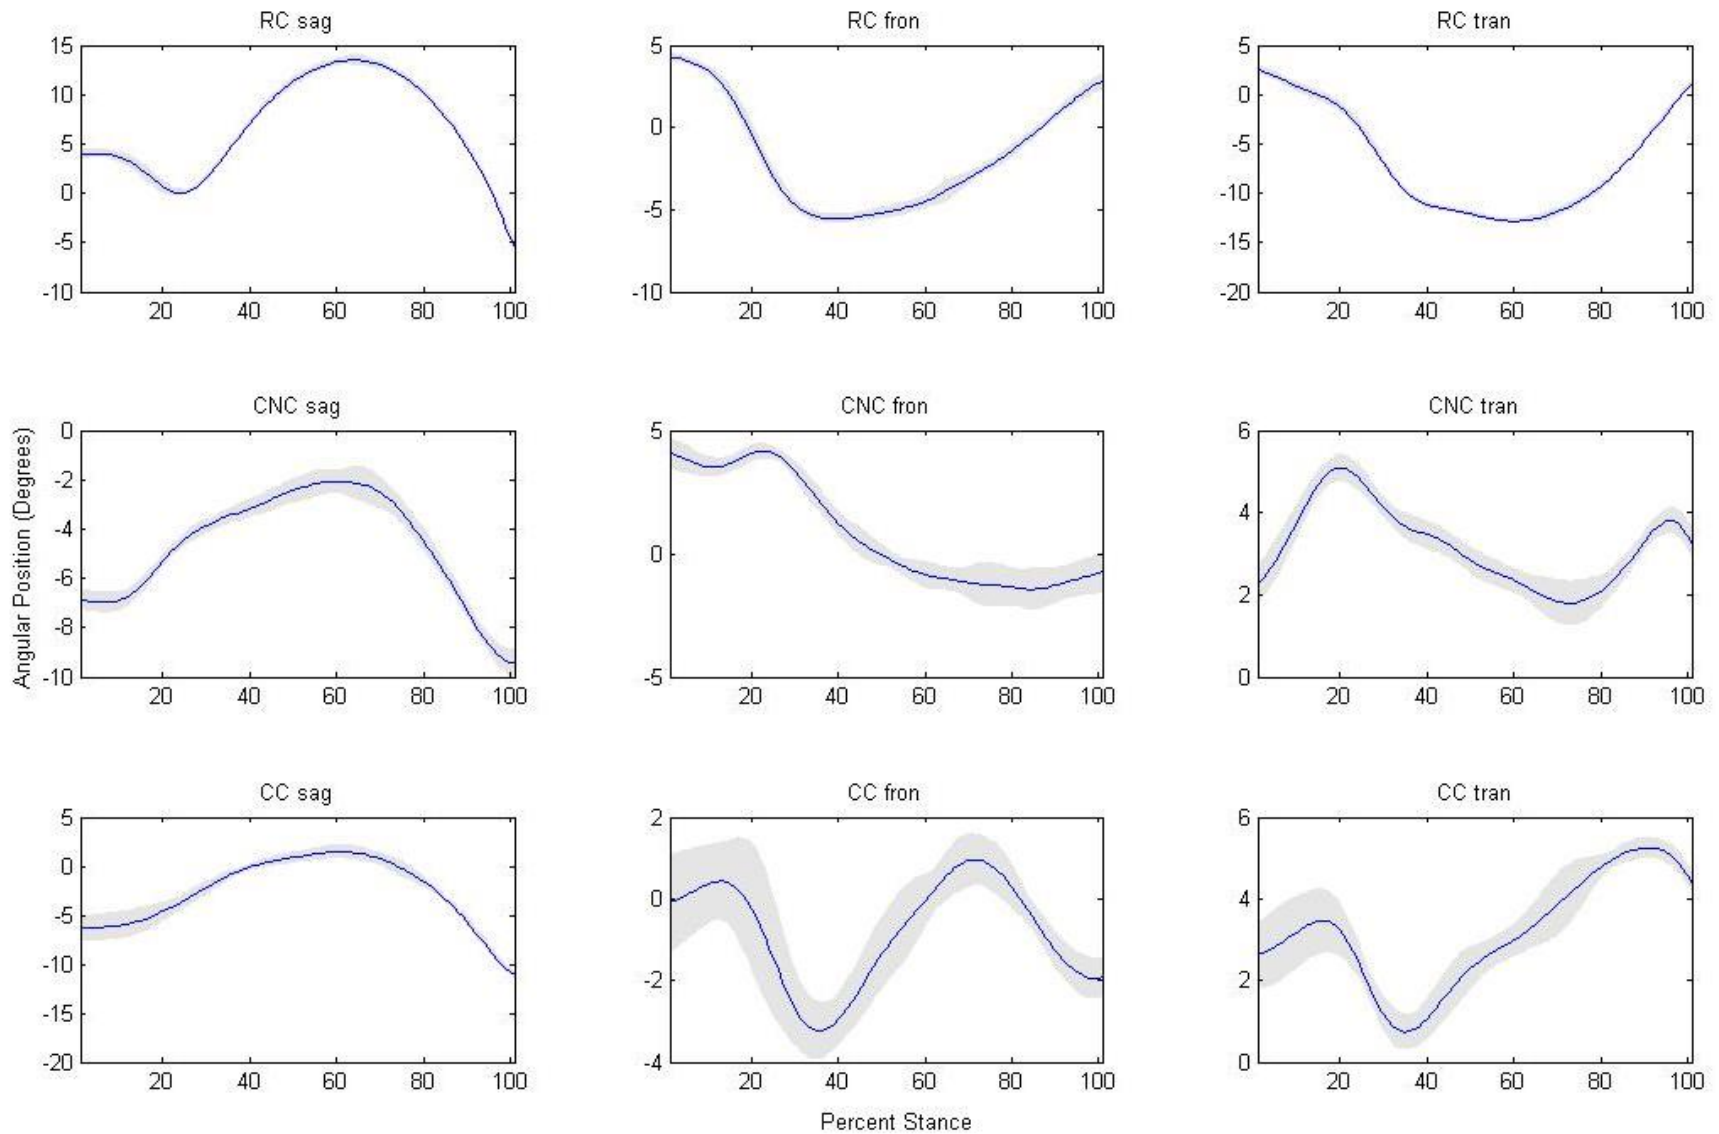 RC sag
RC fron
RC tran
15
10
5
0
-5
-10
20 40 60 80 100
5
0
-5
-10
20 40 60 80 100
5
0
-5
-10
-15
-20
20 40 60 80 100
Angular Position (Degrees)
CNC sag
CNC fron
CNC tran
0
-2
-4
-6
-8
-10
20 40 60 80 100
5
0
-5
20 40 60 80 100
6
4
2
0
20 40 60 80 100
CC sag
CC fron
CC tran
5
0
-5
-10
-15
-20
20 40 60 80 100
2
0
-2
-4
20 40 60 80 100
6
4
2
0
20 40 60 80 100
Percent Stance